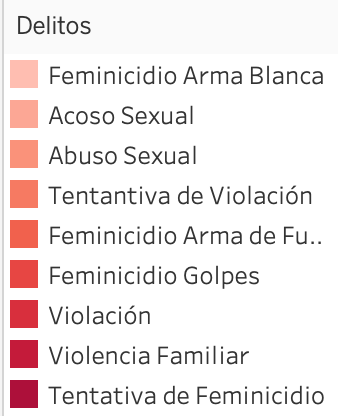 Delitos
Feminicidio Arma Blanca
Acoso Sexual
Abuso Sexual
Tentantiva de Violación
Feminicidio Arma de Fu..
Feminicidio Golpes
Violación
Violencia Familiar
Tentativa de Feminicidio